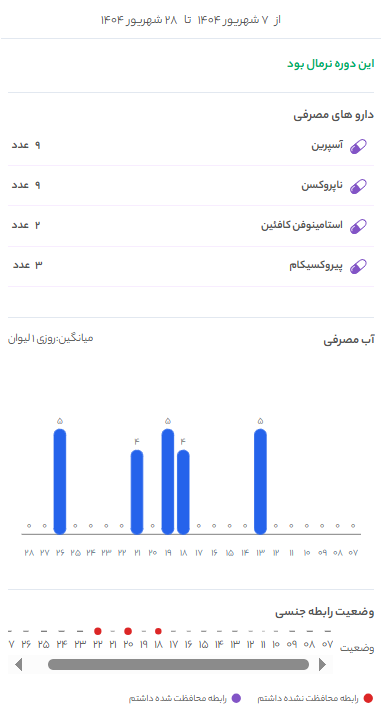 از ۷ شهریور ۱۴۰۴ تا ۲۸ شهریور ۱۴۰۴
این دوره نرمال بود
دارو های مصرفی
آسپرین ۹ عدد
ناپروکسن ۹ عدد
استامینوفن کافئین ۲ عدد
پیروکسیکام ۳ عدد
آب مصرفی میانگین:روزی ۱ لیوان
۰ ۰ ۵ ۰ ۰ ۰ ۰ ۴ ۰ ۵ ۴ ۰ ۰ ۰ ۰ ۵ ۰ ۰ ۰ ۰ ۰ ۰
۲۸ ۲۷ ۲۶ ۲۵ ۲۴ ۲۳ ۲۲ ۲۱ ۲۰ ۱۹ ۱۸ ۱۷ ۱۶ ۱۵ ۱۴ ۱۳ ۱۲ ۱۱ ۱۰ ۰۹ ۰۸ ۰۷
وضعیت رابطه جنسی
وضعیت - - - - - - - - - - - - - - - - - -
۰۷ ۰۸ ۰۹ ۱۰ ۱۱ ۱۲ ۱۳ ۱۴ ۱۵ ۱۶ ۱۷ ۱۸ ۱۹ ۲۰ ۲۱ ۲۲ ۲۳ ۲۴ ۲۵ ۲۶ ۷
رابطه محافظت نشده داشتم رابطه محافظت شده داشتم